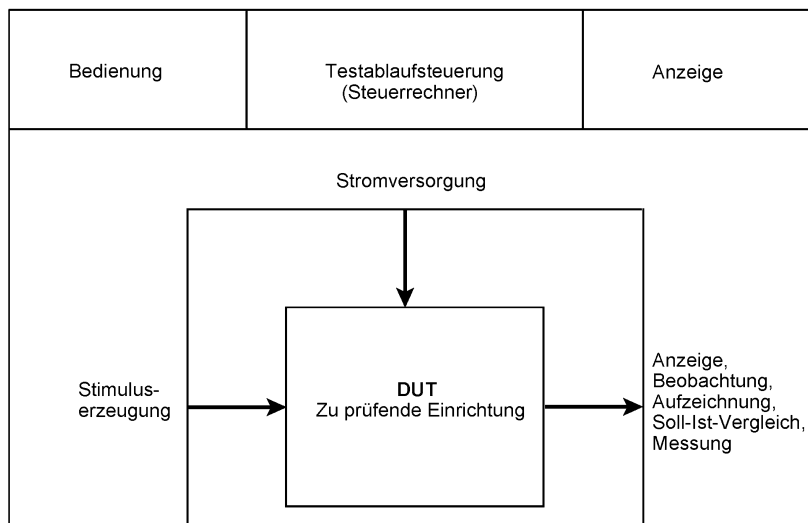 Bedienung
Testablaufsteuerung
(Steuerrechner)
Anzeige
Stromversorgung
Stimulus-
erzeugung
DUT
Zu prüfende Einrichtung
Anzeige,
Beobachtung,
Aufzeichnung,
Soll-Ist-Vergleich,
Messung